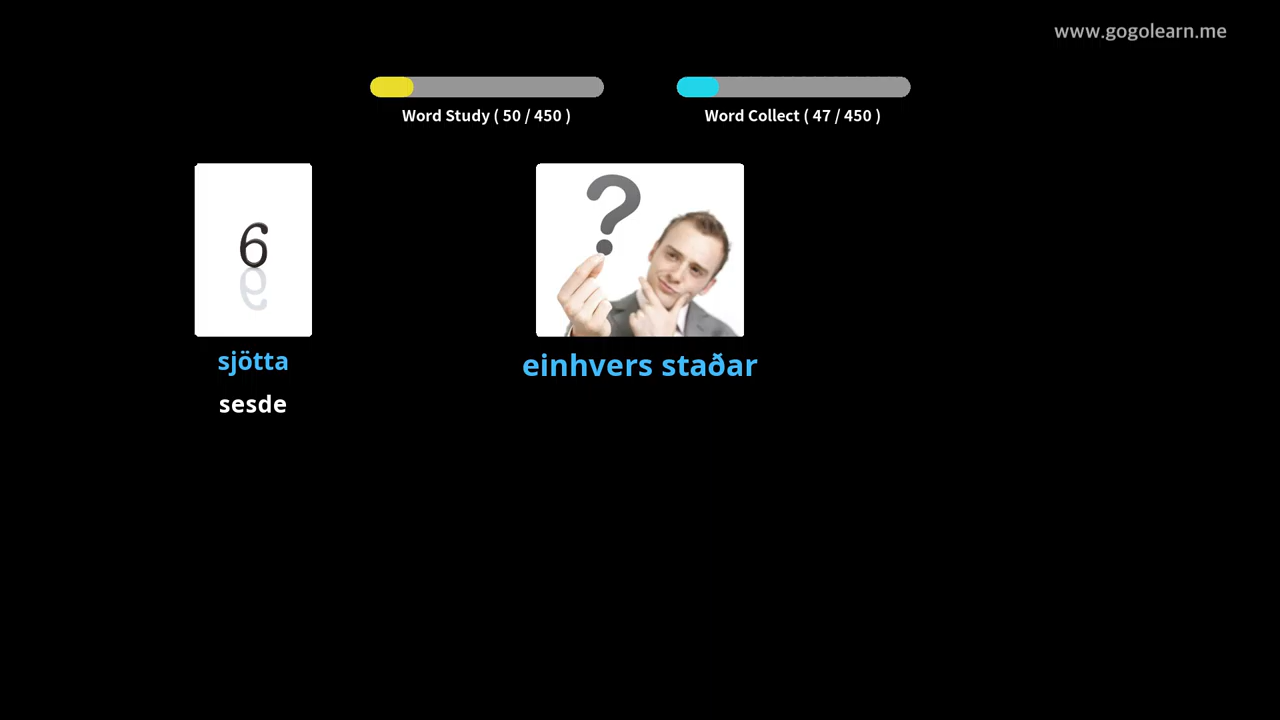 www.gogolearn.me
Word Study ( 50 / 450 )
Word Collect ( 47 / 450 )
6
sjötta
sesde
?
einhvers staðar